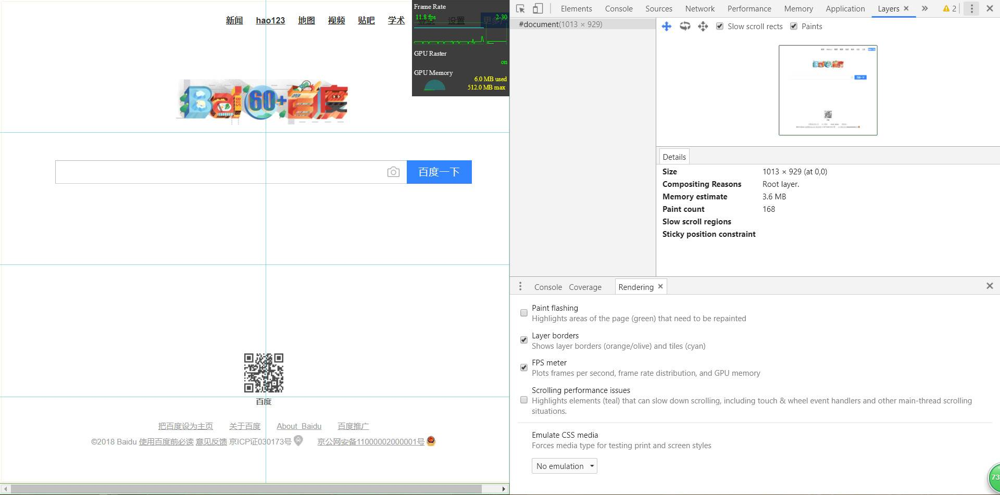 新闻 hao123 地图 视频 贴吧 学术 登录 设置 更多产
Frame Rate
11.8 fps 2-30
GPU Raster
on
GPU Memory
6.0 MB used
512.0 MB max
Bai 60+ 百度
BUS
OPEN
百度一下
百度
把百度设为主页 关于百度 About Baidu 百度推广
©2018 Baidu 使用百度前必读 意见反馈 京ICP证030173号 京公网安备11000002000001号
Elements Console Sources Network Performance Memory Application Layers × » 2
#document(1013 × 929)
Slow scroll rects Paints
Details
Size 1013 × 929 (at 0,0)
Compositing Reasons Root layer.
Memory estimate 3.6 MB
Paint count 168
Slow scroll regions
Sticky position constraint
Console Coverage Rendering ×
Paint flashing
Highlights areas of the page (green) that need to be repainted
Layer borders
Shows layer borders (orange/olive) and tiles (cyan)
FPS meter
Plots frames per second, frame rate distribution, and GPU memory
Scrolling performance issues
Highlights elements (teal) that can slow down scrolling, including touch & wheel event handlers and other main-thread scrolling
situations.
Emulate CSS media
Forces media type for testing print and screen styles
No emulation
73